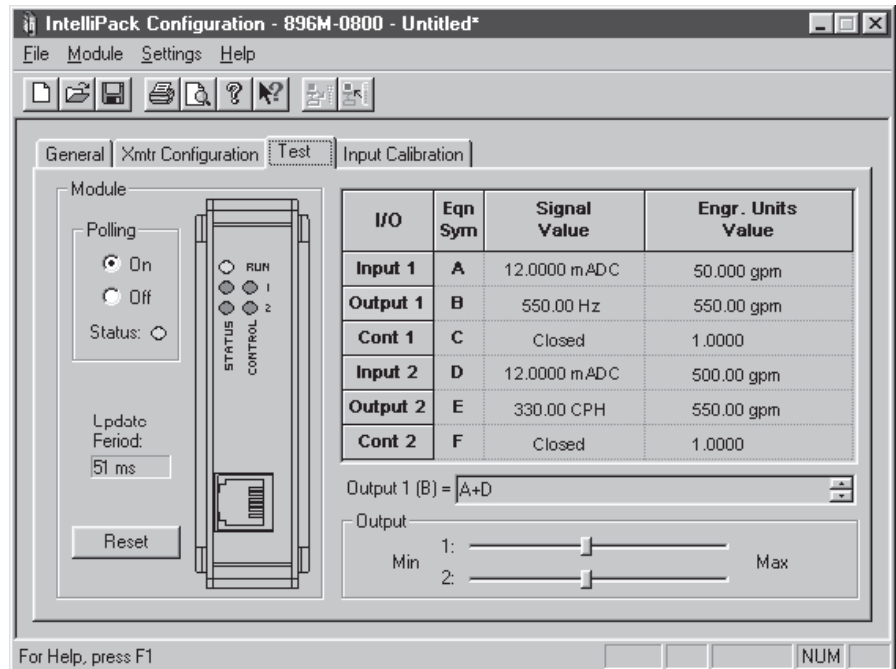 IntelliPack Configuration - 896M-0800 - Untitled*
File Module Settings Help
General Xmtr Configuration Test Input Calibration
Module
Polling
On
Off
Status:
RUN
1
2
STATUS
CONTROL
Update
Period:
51 ms
Reset
I/O Eqn Sym Signal Value Engr. Units Value
Input 1 A 12.0000 mADC 50.000 gpm
Output 1 B 550.00 Hz 550.00 gpm
Cont 1 C Closed 1.0000
Input 2 D 12.0000 mADC 500.00 gpm
Output 2 E 330.00 CPH 550.00 gpm
Cont 2 F Closed 1.0000
Output 1 (B) = A+D
Output
Min 1: Max
2:
For Help, press F1 NUM